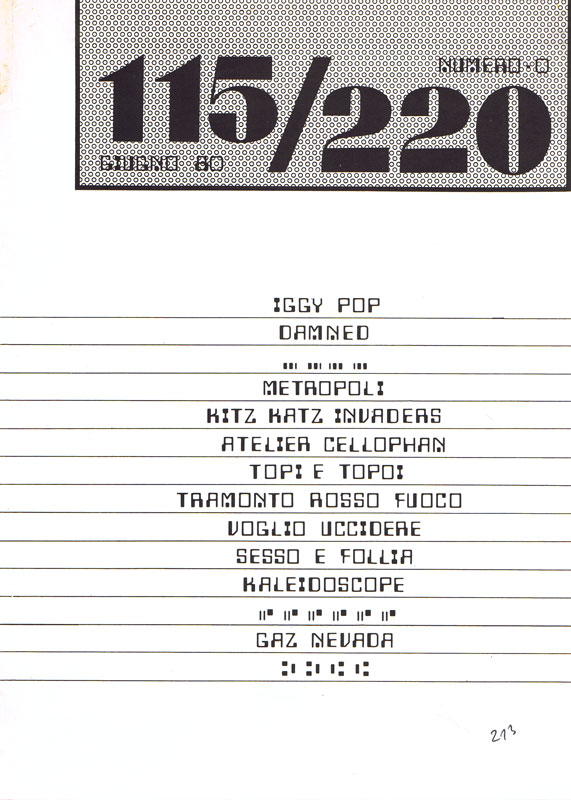 NUMERO-0
115/220
GIUGNO 80
IGGY POP
DAMNED
METROPOLI
KITZ KATZ INVADERS
ATELIER CELLOPHAN
TOPI E TOPOI
TRAMONTO ROSSO FUOCO
VOGLIO UCCIDERE
SESSO E FOLLIA
KALEIDOSCOPE
GAZ NEVADA
213